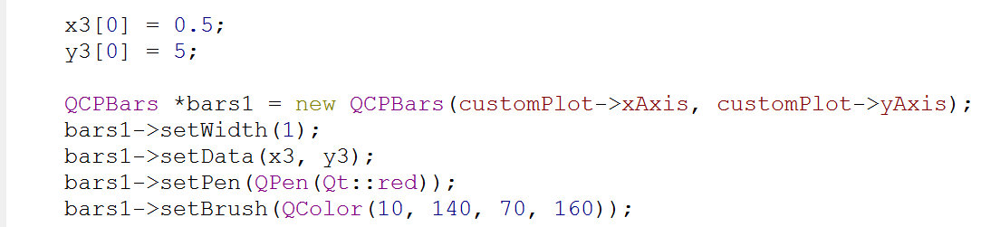 x3[0] = 0.5;
y3[0] = 5;
QCPBars *bars1 = new QCPBars(customPlot->xAxis, customPlot->yAxis);
bars1->setWidth(1);
bars1->setData(x3, y3);
bars1->setPen(QPen(Qt::red));
bars1->setBrush(QColor(10, 140, 70, 160));